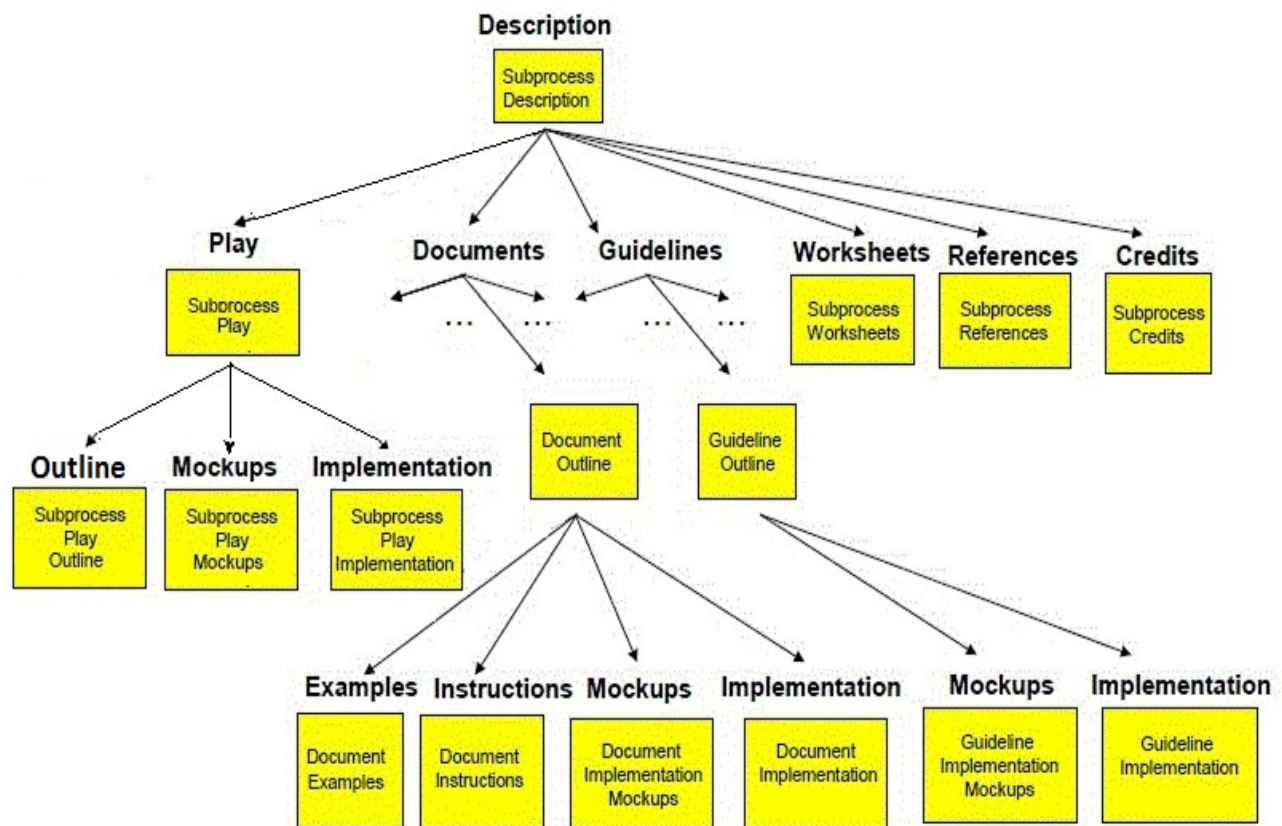 Description
Subprocess
Description
Play
Documents
Guidelines
Worksheets
References
Credits
Subprocess
Play
Subprocess
Worksheets
Subprocess
References
Subprocess
Credits
...
...
...
...
Document
Outline
Guideline
Outline
Outline
Mockups
Implementation
Subprocess
Play
Outline
Subprocess
Play
Mockups
Subprocess
Play
Implementation
Examples
Instructions
Mockups
Implementation
Mockups
Implementation
Document
Examples
Document
Instructions
Document
Implementation
Mockups
Document
Implementation
Guideline
Implementation
Mockups
Guideline
Implementation